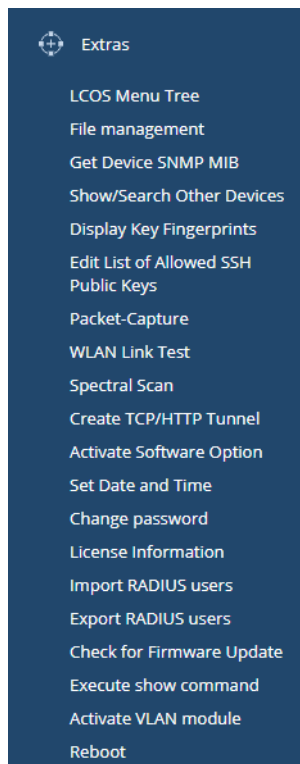 Extras
LCOS Menu Tree
File management
Get Device SNMP MIB
Show/Search Other Devices
Display Key Fingerprints
Edit List of Allowed SSH
Public Keys
Packet-Capture
WLAN Link Test
Spectral Scan
Create TCP/HTTP Tunnel
Activate Software Option
Set Date and Time
Change password
License Information
Import RADIUS users
Export RADIUS users
Check for Firmware Update
Execute show command
Activate VLAN module
Reboot